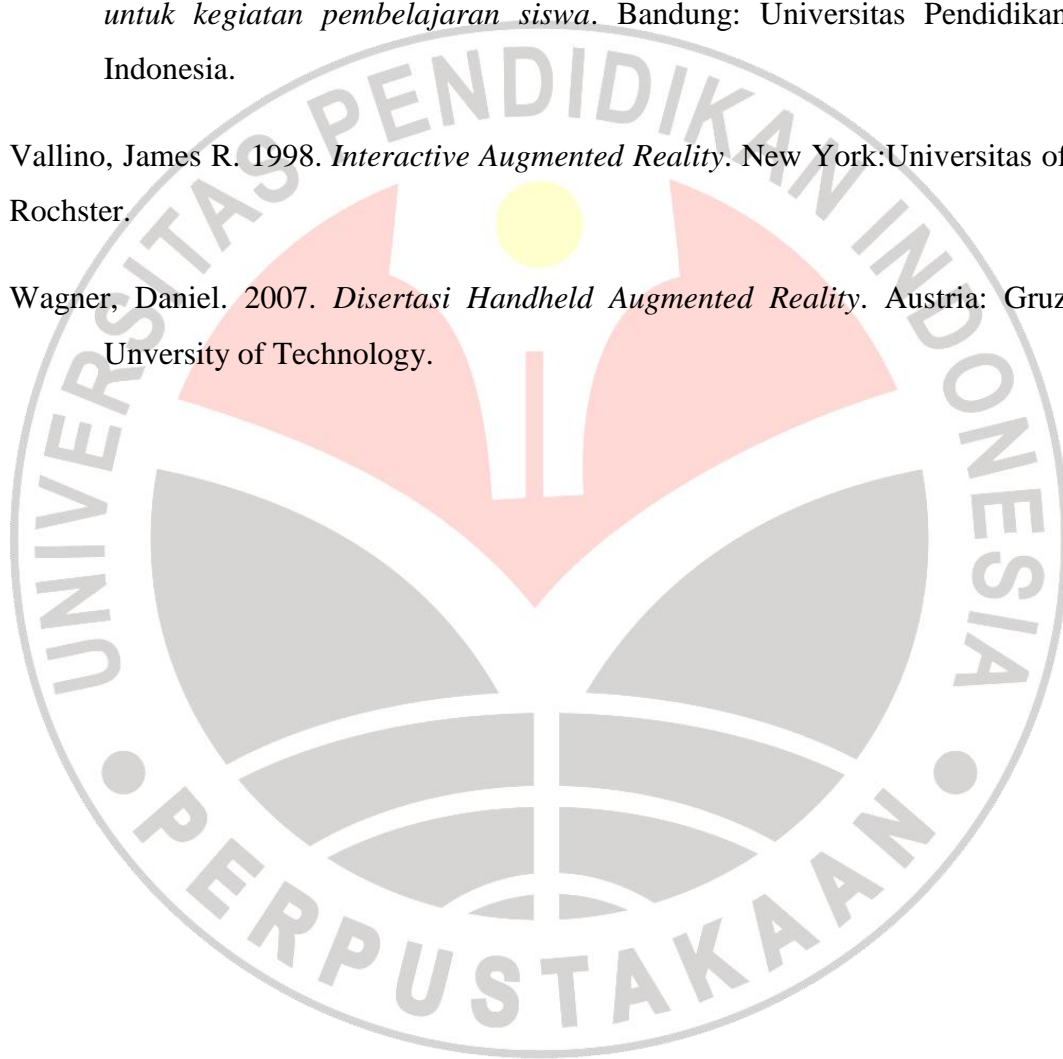 untuk kegiatan pembelajaran siswa. Bandung: Universitas Pendidikan
Indonesia.
Vallino, James R. 1998. Interactive Augmented Reality. New York:Universitas of
Rochster.
Wagner, Daniel. 2007. Disertasi Handheld Augmented Reality. Austria: Gruz
Unversity of Technology.
UNIVERSITAS PENDIDIKAN INDONESIA
PERPUSTAKAAN